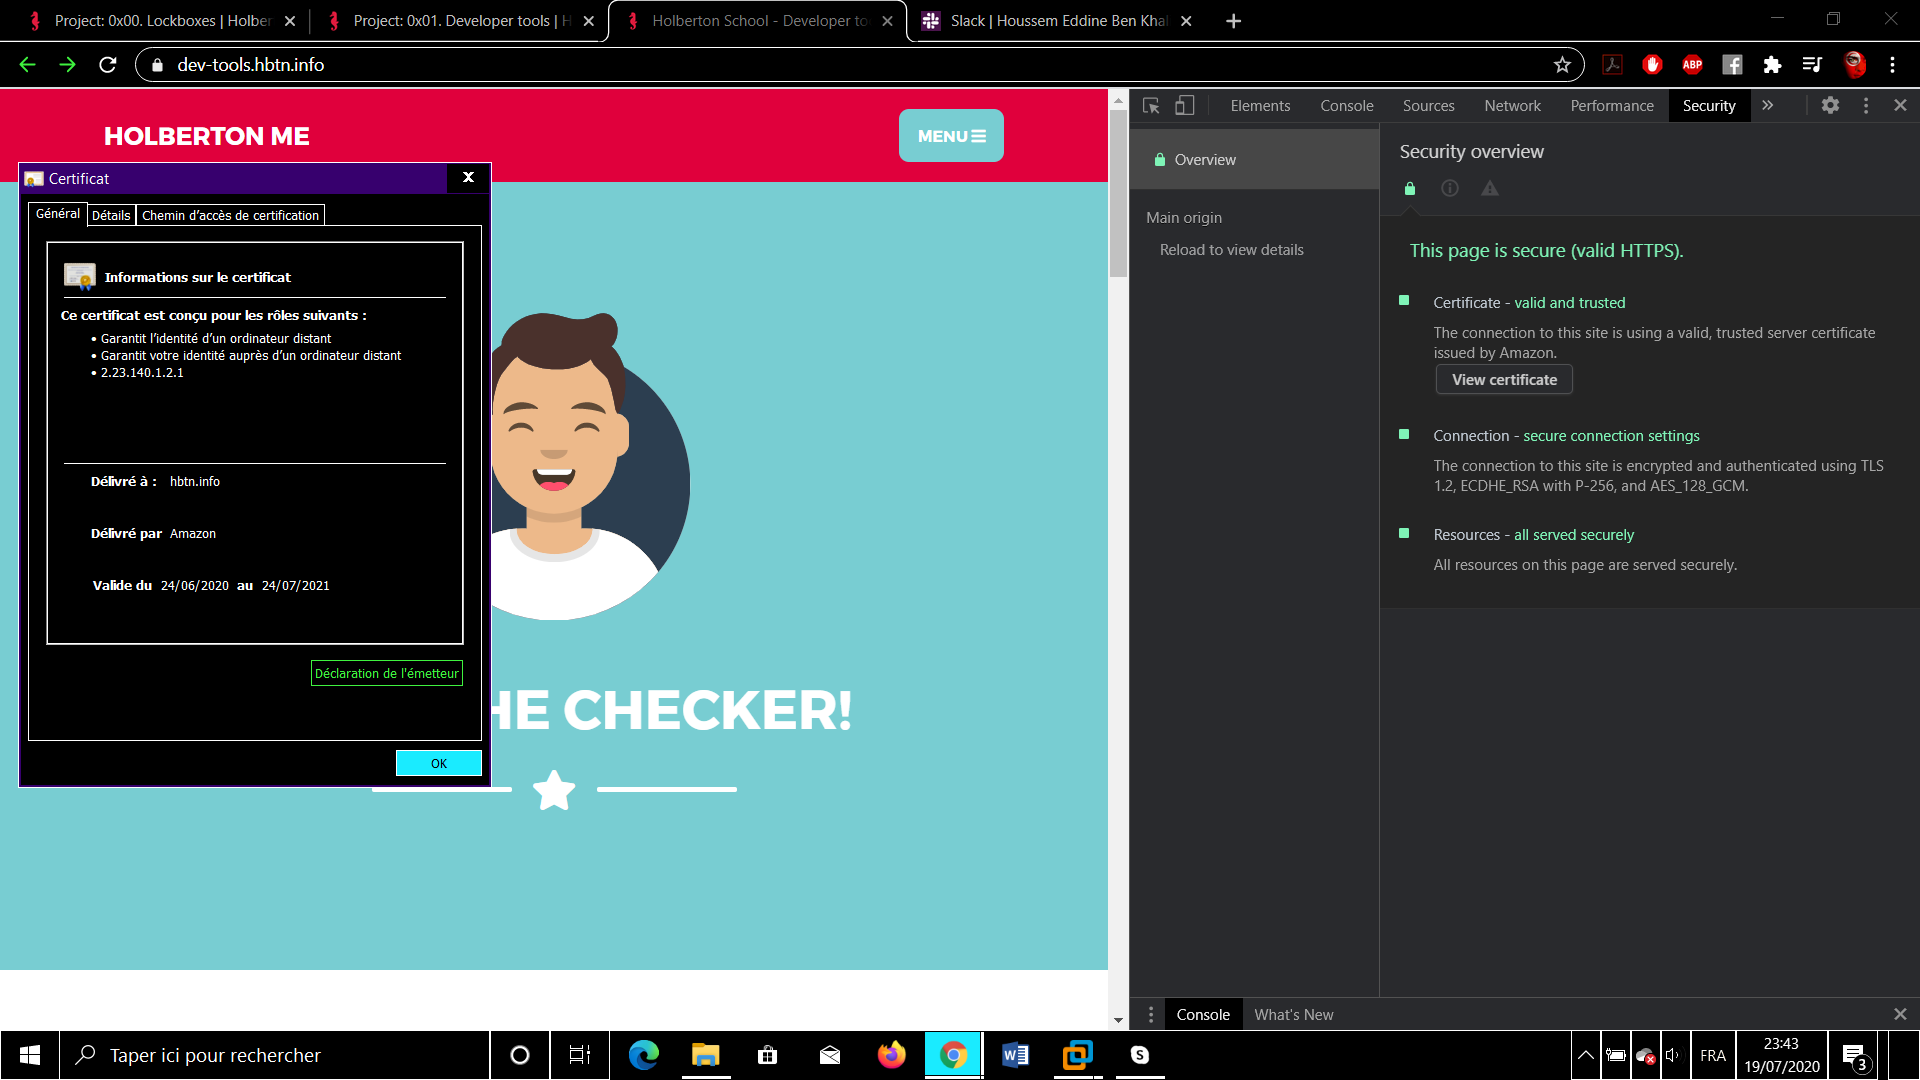 Project: 0x00. Lockboxes | Holber
Project: 0x01. Developer tools | H
Holberton School - Developer to
Slack | Houssem Eddine Ben Kha
dev-tools.hbtn.info
ABP
HOLBERTON ME
MENU
Certificat
Général
Détails
Chemin d'accès de certification
Informations sur le certificat
Ce certificat est conçu pour les rôles suivants :
• Garantit l'identité d'un ordinateur distant
• Garantit votre identité auprès d'un ordinateur distant
• 2.23.140.1.2.1
Délivré à : hbtn.info
Délivré par Amazon
Valide du 24/06/2020 au 24/07/2021
Déclaration de l'émetteur
OK
HE CHECKER!
Elements
Console
Sources
Network
Performance
Security
Overview
Main origin
Reload to view details
Security overview
This page is secure (valid HTTPS).
Certificate - valid and trusted
The connection to this site is using a valid, trusted server certificate
issued by Amazon.
View certificate
Connection - secure connection settings
The connection to this site is encrypted and authenticated using TLS
1.2, ECDHE_RSA with P-256, and AES_128_GCM.
Resources - all served securely
All resources on this page are served securely.
Console
What's New
Taper ici pour rechercher
FRA
23:43
19/07/2020
3